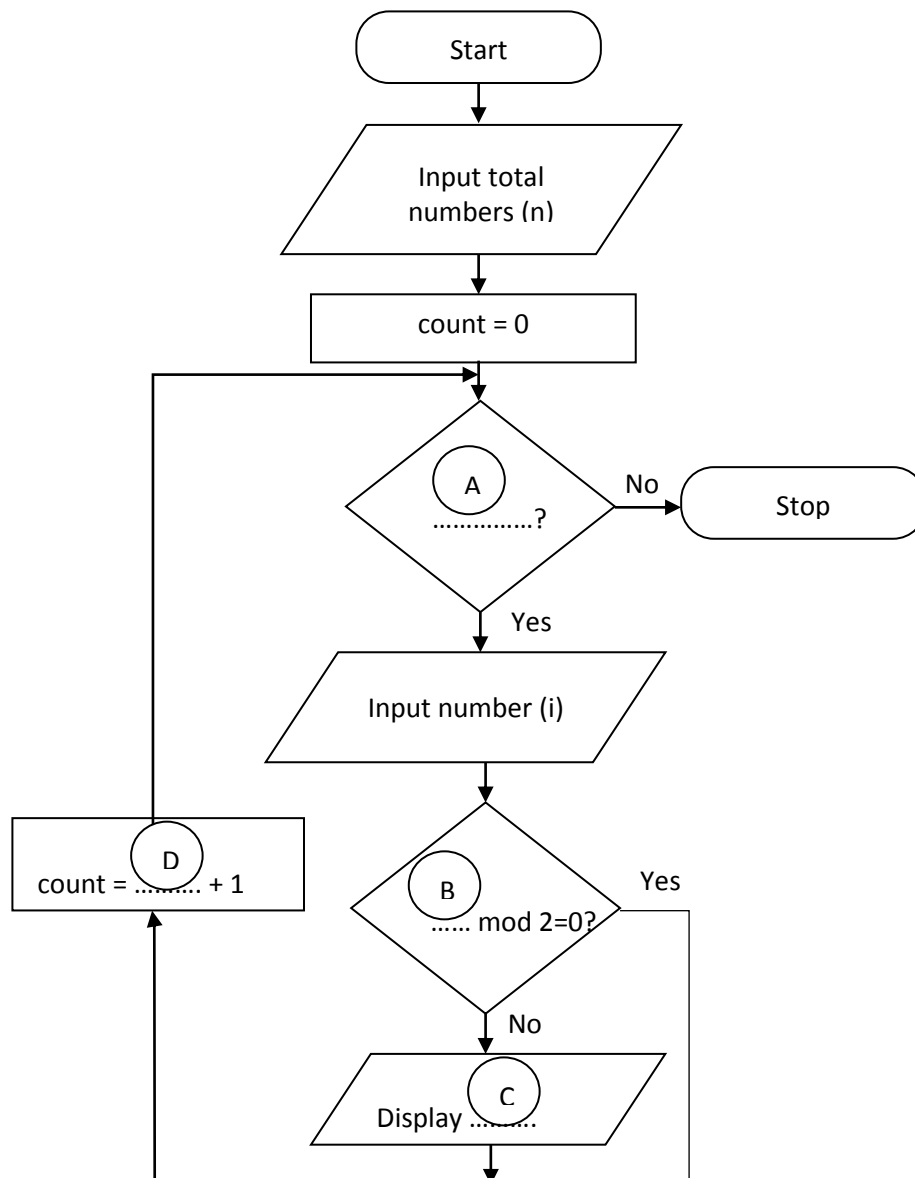 Start
Input total
numbers (n)
count = 0
A
……………?
No
Stop
Yes
Input number (i)
D
count = ………. + 1
B
…… mod 2=0?
Yes
No
C
Display ……….